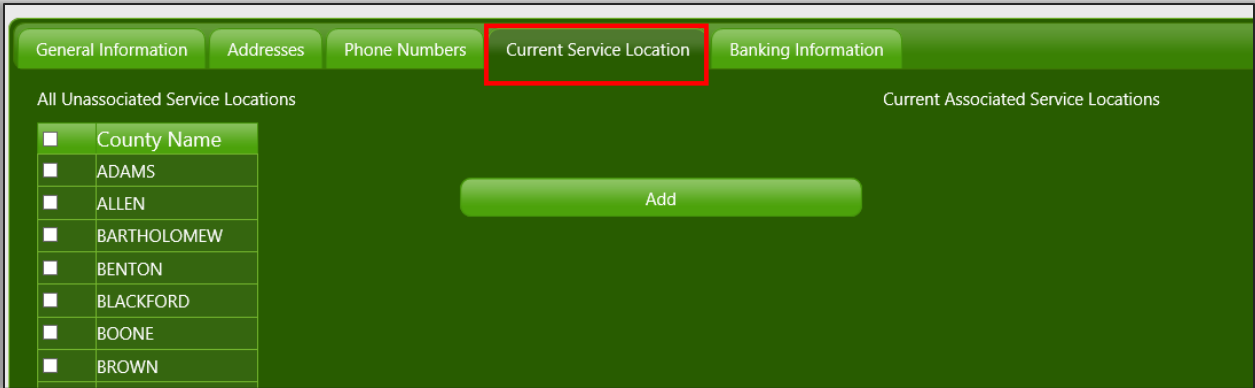 General Information Addresses Phone Numbers Current Service Location Banking Information
All Unassociated Service Locations Current Associated Service Locations
County Name
ADAMS
ALLEN
Add
BARTHOLOMEW
BENTON
BLACKFORD
BOONE
BROWN